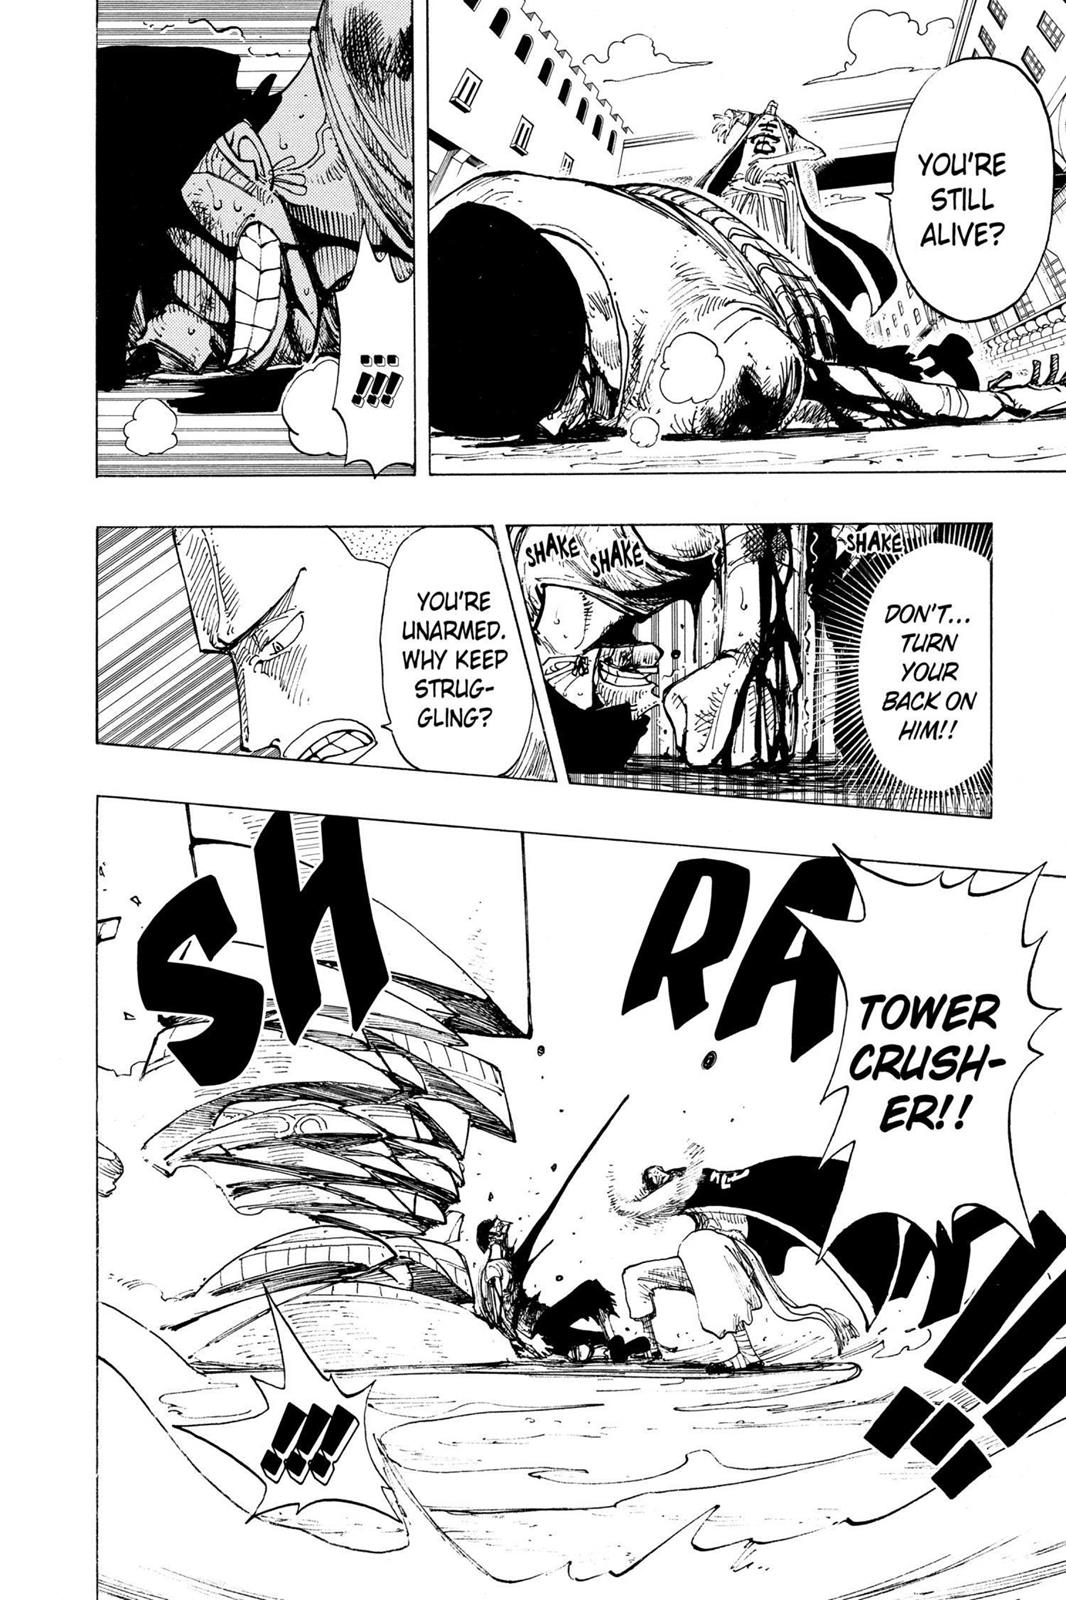 YOU'RE
STILL
ALIVE?
!!!
SHAKE
DON'T...
TURN
YOUR
BACK ON
HIM!!
SHAKE
SHAKE
YOU'RE
UNARMED.
WHY KEEP
STRUG-
GLING?
TOWER
CRUSH-
ER!!
RA
SH
!!!
!!!